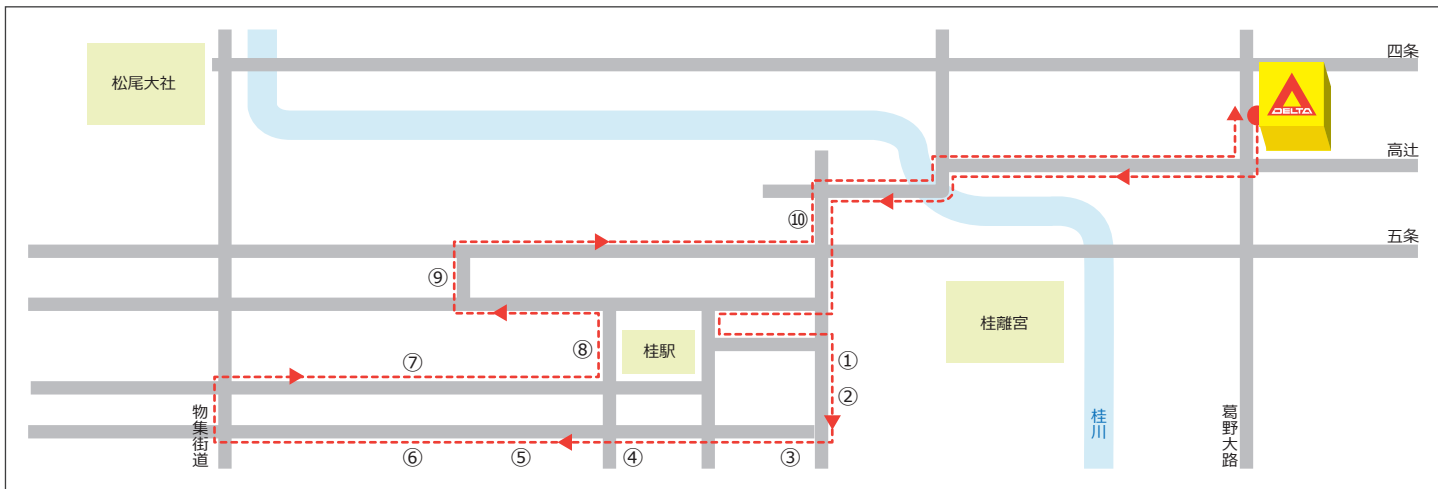 四条
松尾大社
DELTA
高辻
⑩
五条
⑨
桂離宮
桂駅
⑧
①
⑦
②
物集街道
桂川
葛野大路
⑥
⑤
④
③